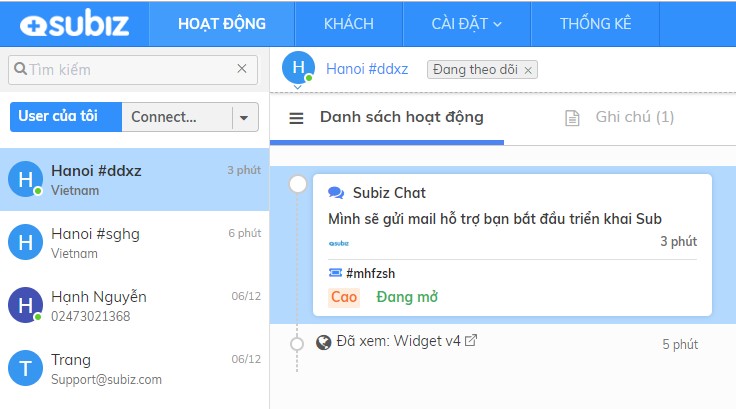 subiz
HOẠT ĐỘNG
KHÁCH
CÀI ĐẶT
THỐNG KÊ
Tìm kiếm
User của tôi
Connect...
H
Hanoi #ddxz
3 phút
Vietnam
H
Hanoi #sghg
6 phút
Vietnam
H
Hạnh Nguyễn
06/12
02473021368
T
Trang
06/12
Support@subiz.com
H
Hanoi #ddxz
Đang theo dõi
Danh sách hoạt động
Ghi chú (1)
Subiz Chat
Mình sẽ gửi mail hỗ trợ bạn bắt đầu triển khai Sub
subiz
3 phút
#mhfzsh
Cao
Đang mở
Đã xem: Widget v4
5 phút